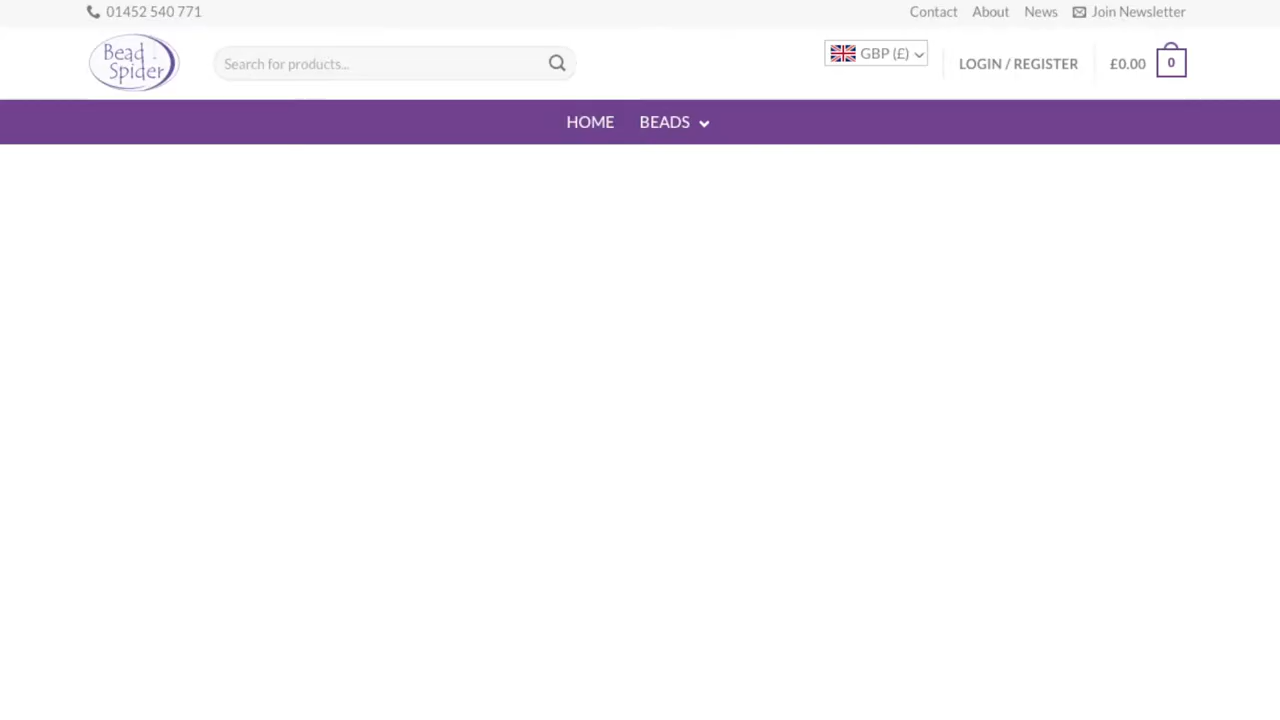 01452 540 771
Contact About News Join Newsletter
Bead Spider
Search for products...
GBP (£)
LOGIN / REGISTER
£0.00
0
HOME BEADS